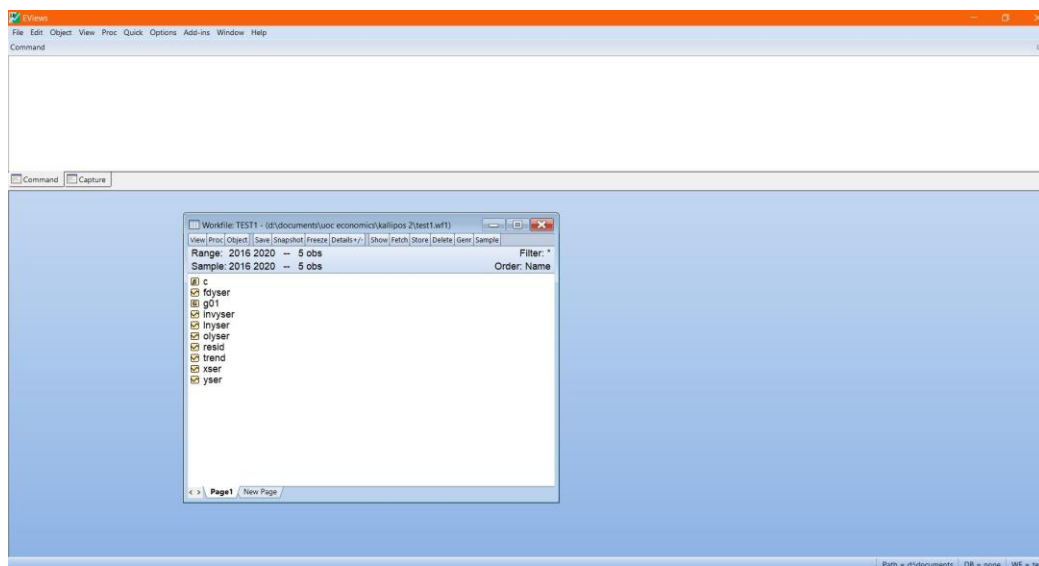 EViews
File Edit Object View Proc Quick Options Add-ins Window Help
Command
Command Capture
Workfile: TEST1 - (d:\documents\uoc economics\kallipos 2\test1.wf1)
View Proc Object Save Snapshot Freeze Details+/- Show Fetch Store Delete Genr Sample
Range: 2016 2020 -- 5 obs Filter: *
Sample: 2016 2020 -- 5 obs Order: Name
c
fdyser
g01
invyser
lnyser
olyser
resid
trend
xser
yser
< > Page1 New Page
Path = d:\documents DB = none WF = te